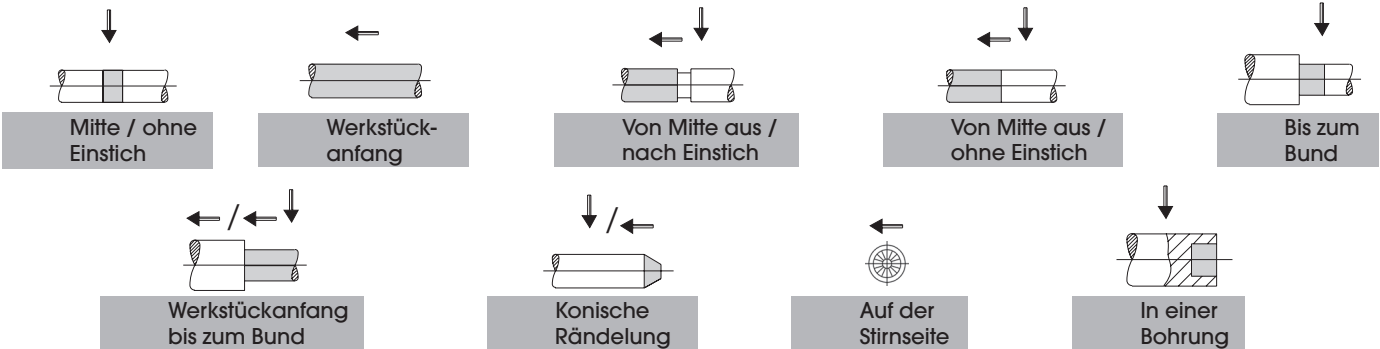 Mitte / ohne
Einstich
Werkstück-
anfang
Von Mitte aus /
nach Einstich
Von Mitte aus /
ohne Einstich
Bis zum
Bund
/
Werkstückanfang
bis zum Bund
/
Konische
Rändelung
Auf der
Stirnseite
In einer
Bohrung